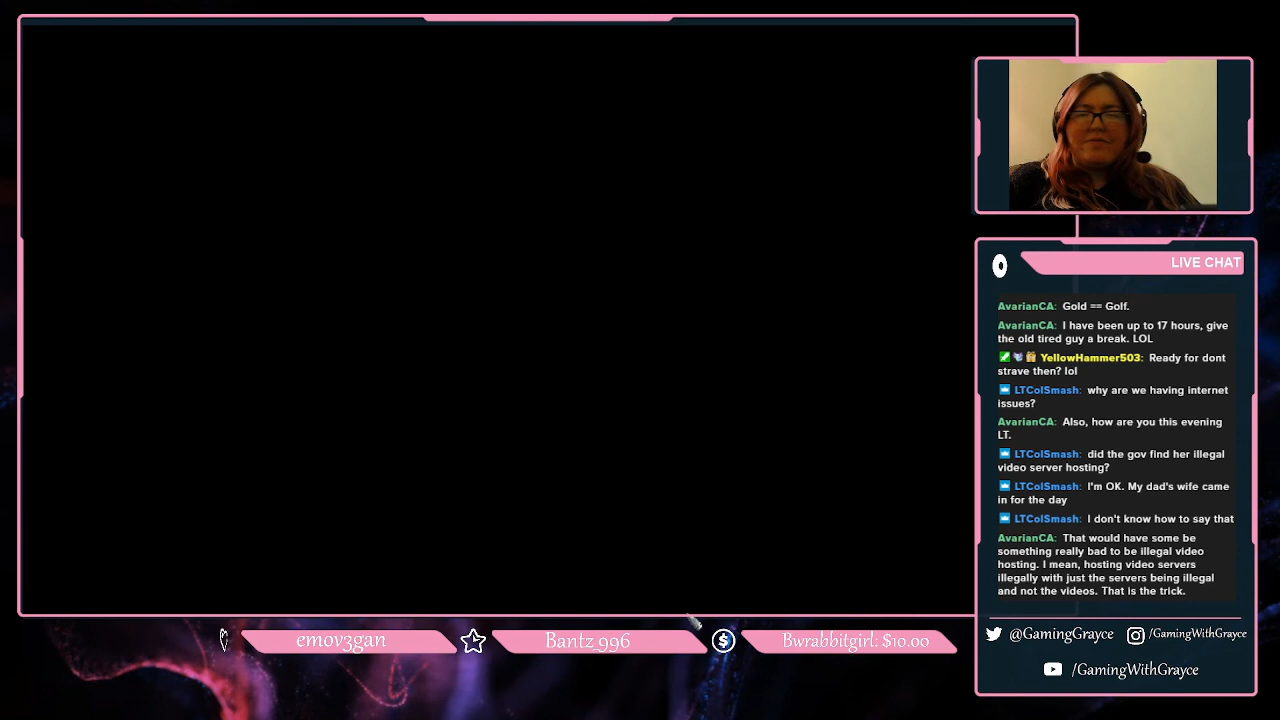 LIVE CHAT
AvarianCA: Gold == Golf.
AvarianCA: I have been up to 17 hours, give
the old tired guy a break. LOL
YellowHammer503: Ready for dont
strave then? lol
LTColSmash: why are we having internet
issues?
AvarianCA: Also, how are you this evening
LT.
LTColSmash: did the gov find her illegal
video server hosting?
LTColSmash: I'm OK. My dad's wife came
in for the day
LTColSmash: I don't know how to say that
AvarianCA: That would have some be
something really bad to be illegal video
hosting. I mean, hosting video servers
illegally with just the servers being illegal
and not the videos. That is the trick.
@GamingGrayce /GamingWithGrayce
/GamingWithGrayce
emov3gan Bantz_996 $ Bwrabbitgirl: $10.00